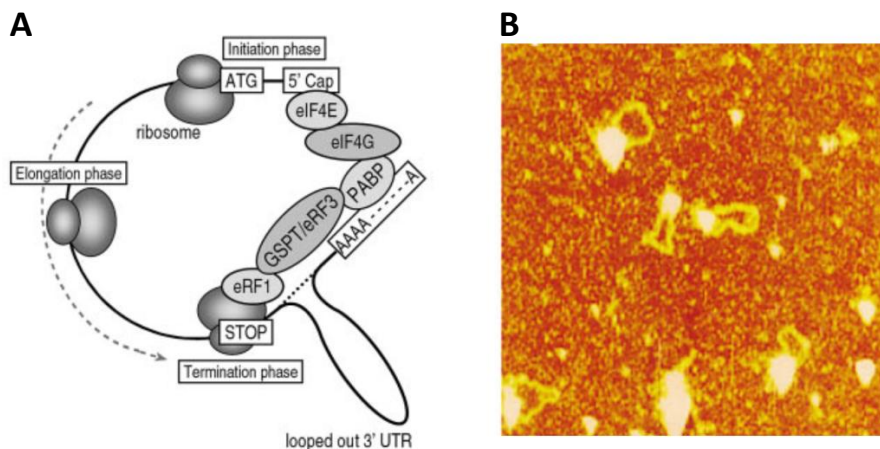 A
B
Initiation phase
ATG
5' Cap
eIF4E
ribosome
eIF4G
Elongation phase
PABP
AAAA-----A
GSPT/eRF3
eRF1
STOP
Termination phase
looped out 3' UTR